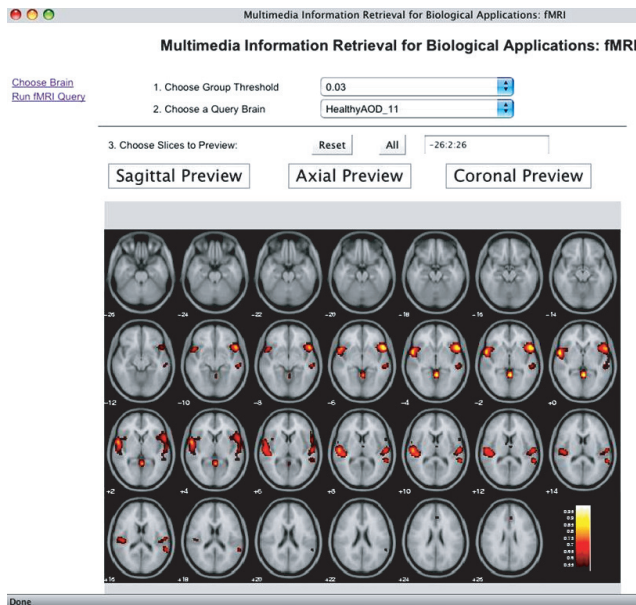 Multimedia Information Retrieval for Biological Applications: fMRI
Multimedia Information Retrieval for Biological Applications: fMRI
Choose Brain
Run fMRI Query
1. Choose Group Threshold 0.03
2. Choose a Query Brain HealthyAOD_11
3. Choose Slices to Preview: Reset All -26:2:26
Sagittal Preview Axial Preview Coronal Preview
-26 -24 -22 -20 -18 -16 -14
-12 -10 -8 -6 -4 -2 +0
+2 +4 +6 +8 +10 +12 +14
+16 +18 +20 +22 +24 +26
Done